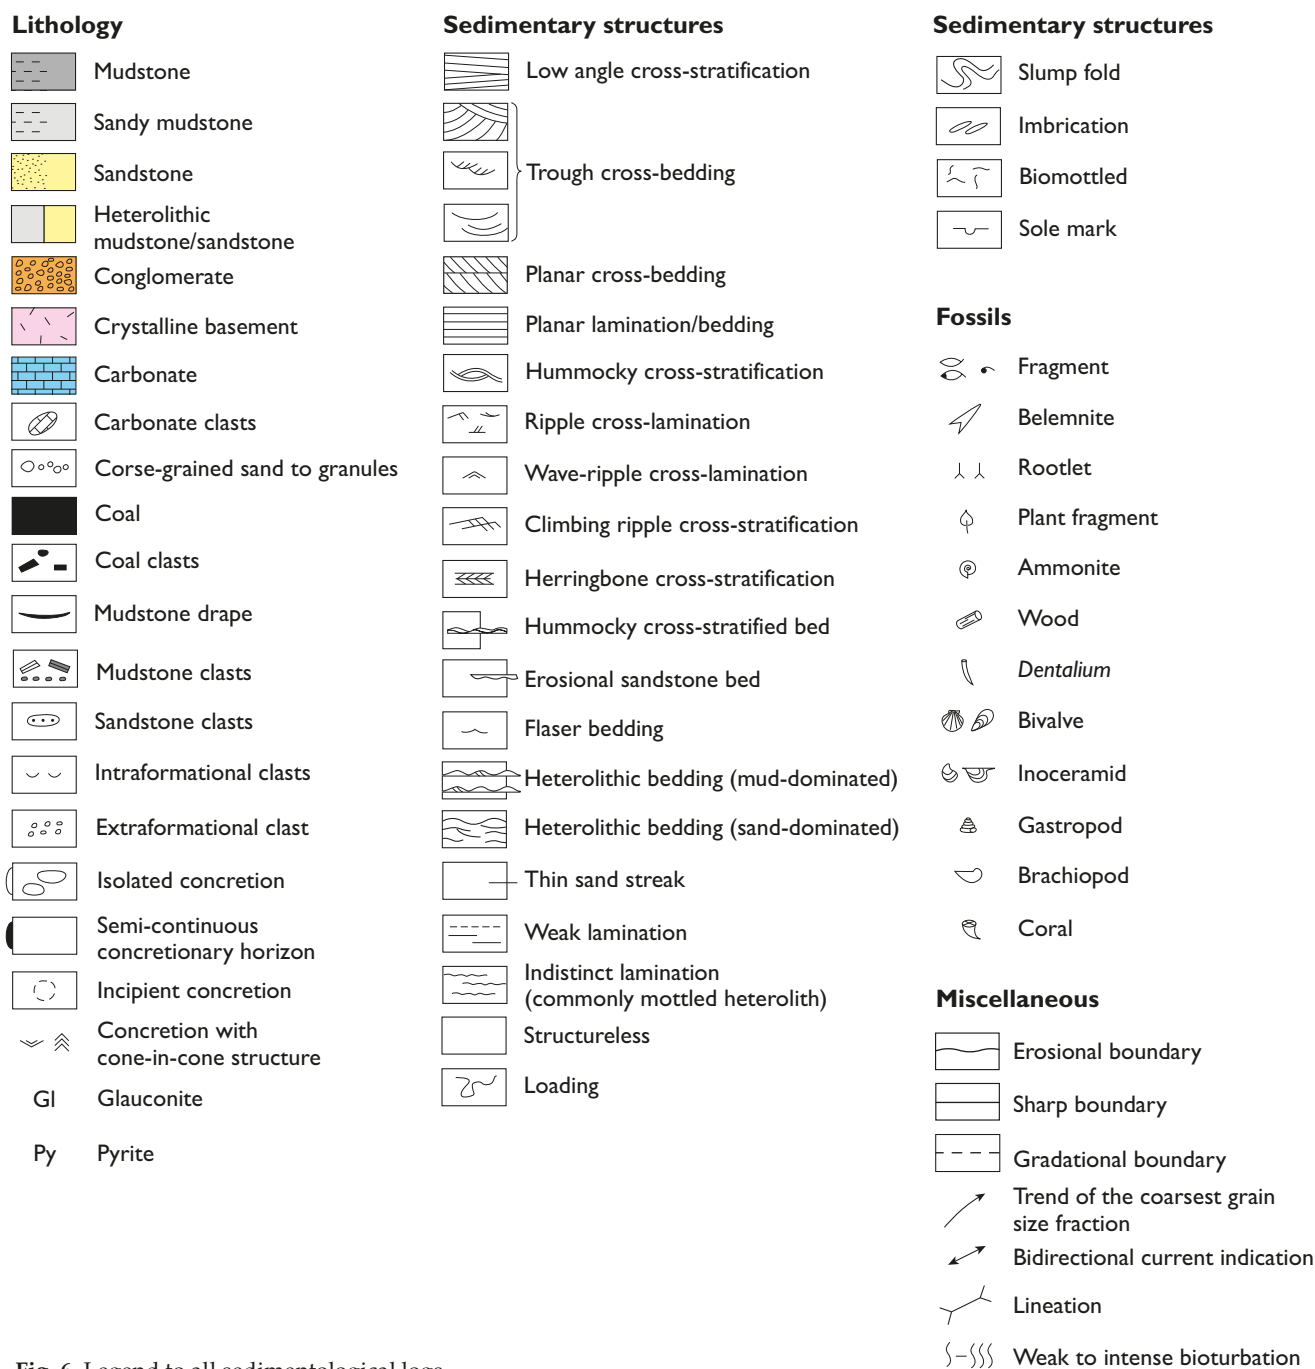 Lithology
Mudstone
Sandy mudstone
Sandstone
Heterolithic
mudstone/sandstone
Conglomerate
Crystalline basement
Carbonate
Carbonate clasts
Corse-grained sand to granules
Coal
Coal clasts
Mudstone drape
Mudstone clasts
Sandstone clasts
Intraformational clasts
Extraformational clast
Isolated concretion
Semi-continuous
concretionary horizon
Incipient concretion
Concretion with
cone-in-cone structure
Gl Glauconite
Py Pyrite
Sedimentary structures
Low angle cross-stratification
Trough cross-bedding
Planar cross-bedding
Planar lamination/bedding
Hummocky cross-stratification
Ripple cross-lamination
Wave-ripple cross-lamination
Climbing ripple cross-stratification
Herringbone cross-stratification
Hummocky cross-stratified bed
Erosional sandstone bed
Flaser bedding
Heterolithic bedding (mud-dominated)
Heterolithic bedding (sand-dominated)
Thin sand streak
Weak lamination
Indistinct lamination
(commonly mottled heterolith)
Structureless
Loading
Sedimentary structures
Slump fold
Imbrication
Biomottled
Sole mark
Fossils
Fragment
Belemnite
Rootlet
Plant fragment
Ammonite
Wood
Dentalium
Bivalve
Inoceramid
Gastropod
Brachiopod
Coral
Miscellaneous
Erosional boundary
Sharp boundary
Gradational boundary
Trend of the coarsest grain
size fraction
Bidirectional current indication
Lineation
Weak to intense bioturbation
Fig. 6. Legend to all sedimentological logs